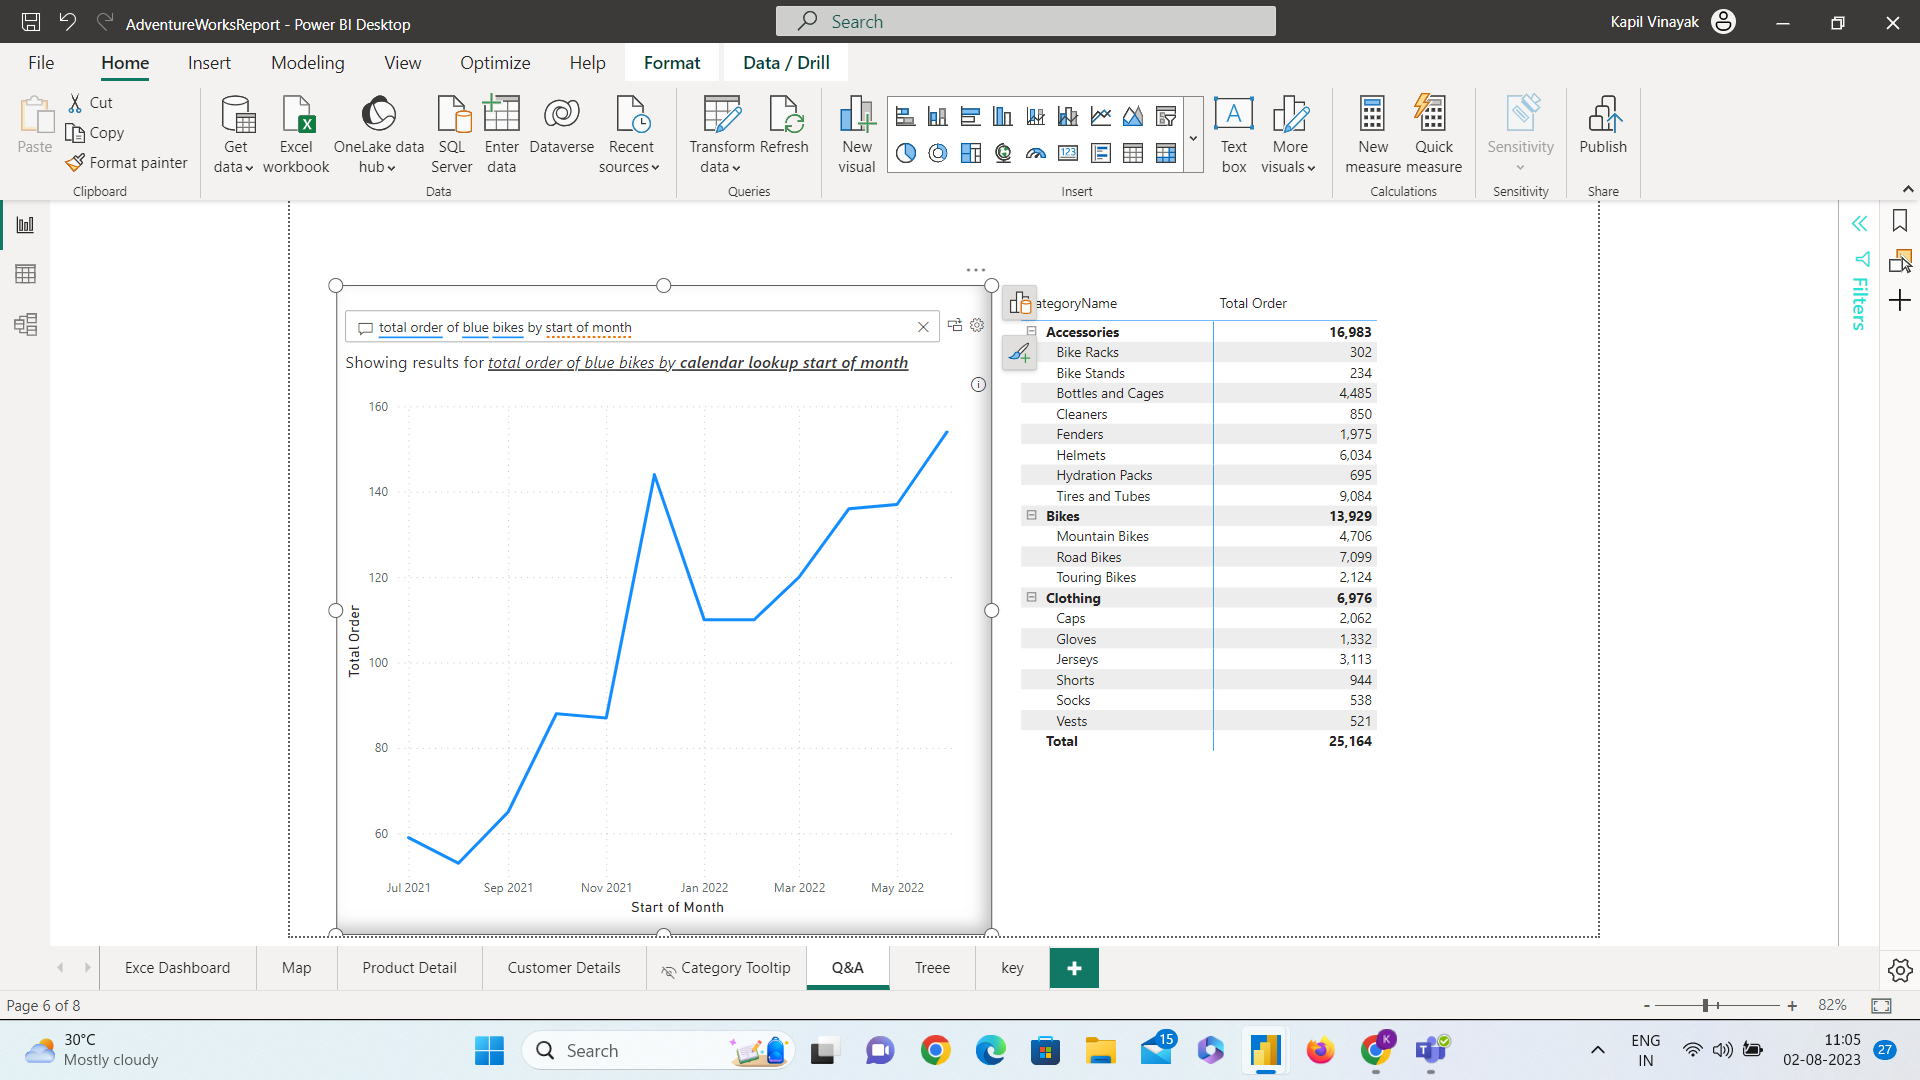 AdventureWorksReport - Power BI Desktop
Search
Kapil Vinayak
File
Home
Insert
Modeling
View
Optimize
Help
Format
Data / Drill
Paste
Cut
Copy
Format painter
Clipboard
Get data
Excel workbook
OneLake data hub
SQL Server
Enter data
Dataverse
Recent sources
Data
Transform data
Refresh
Queries
New visual
123
A
Text box
More visuals
Insert
New measure
Quick measure
Calculations
Sensitivity
Sensitivity
Publish
Share
total order of blue bikes by start of month
Showing results for total order of blue bikes by calendar lookup start of month
160
140
120
100
80
60
Total Order
Jul 2021
Sep 2021
Nov 2021
Jan 2022
Mar 2022
May 2022
Start of Month
ategoryName Total Order
Accessories 16,983
Bike Racks 302
Bike Stands 234
Bottles and Cages 4,485
Cleaners 850
Fenders 1,975
Helmets 6,034
Hydration Packs 695
Tires and Tubes 9,084
Bikes 13,929
Mountain Bikes 4,706
Road Bikes 7,099
Touring Bikes 2,124
Clothing 6,976
Caps 2,062
Gloves 1,332
Jerseys 3,113
Shorts 944
Socks 538
Vests 521
Total 25,164
Filters
Exce Dashboard
Map
Product Detail
Customer Details
Category Tooltip
Q&A
Treee
key
Page 6 of 8
82%
30°C
Mostly cloudy
Search
15
K
ENG
IN
11:05
02-08-2023
27